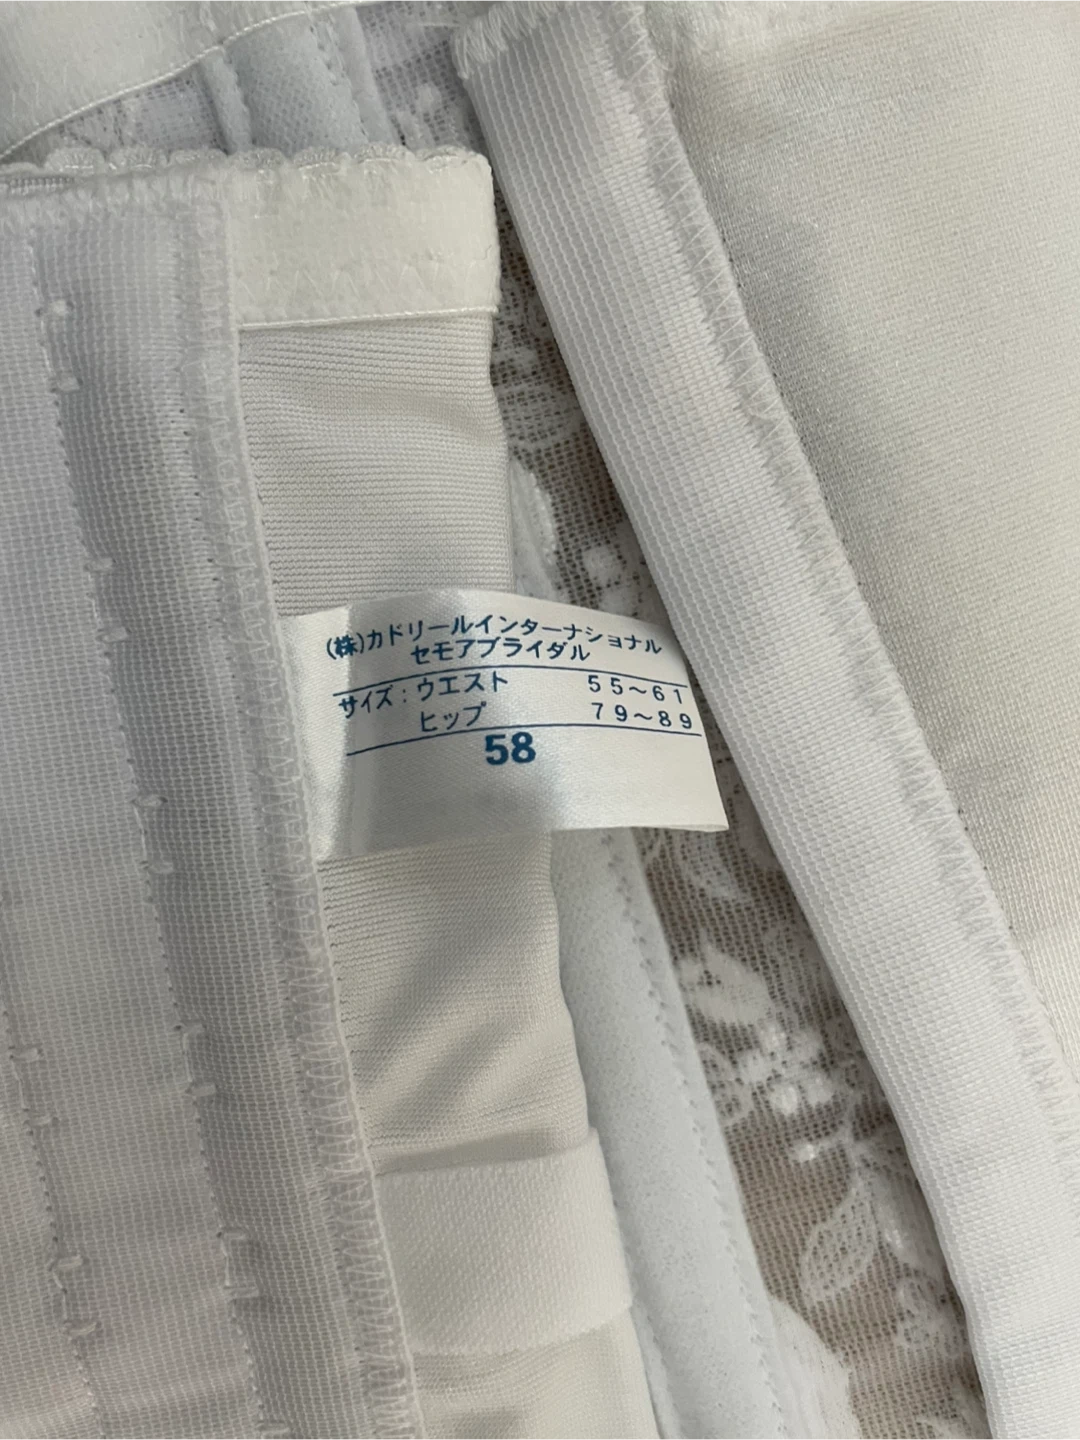 (株)カドリールインターナショナル
セモアブライダル
サイズ:ウエスト 55~61
ヒップ 79~89
58